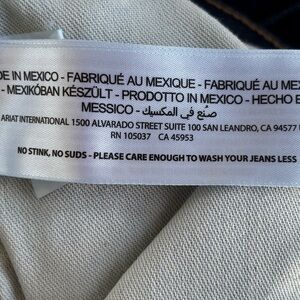 DE IN MEXICO - FABRIQUÉ AU MEXIQUE - FABRIQUÉ AU MEX
- MEXIKÓBAN KÉSZÜLT - PRODOTTO IN MEXICO - HECHO E
MESSICO - صنع في المكسيك
ARIAT INTERNATIONAL 1500 ALVARADO STREET SUITE 100 SAN LEANDRO, CA 94577 U
RN 105037 CA 45953
NO STINK, NO SUDS - PLEASE CARE ENOUGH TO WASH YOUR JEANS LESS